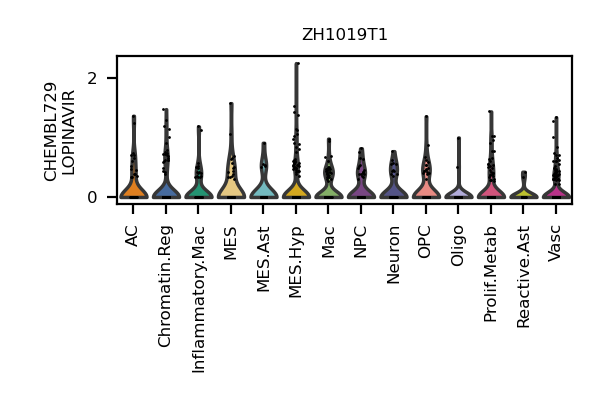 ZH1019T1
CHEMBL729
LOPINAVIR
2
0
AC
Chromatin.Reg
Inflammatory.Mac
MES
MES.Ast
MES.Hyp
Mac
NPC
Neuron
OPC
Oligo
Prolif.Metab
Reactive.Ast
Vasc